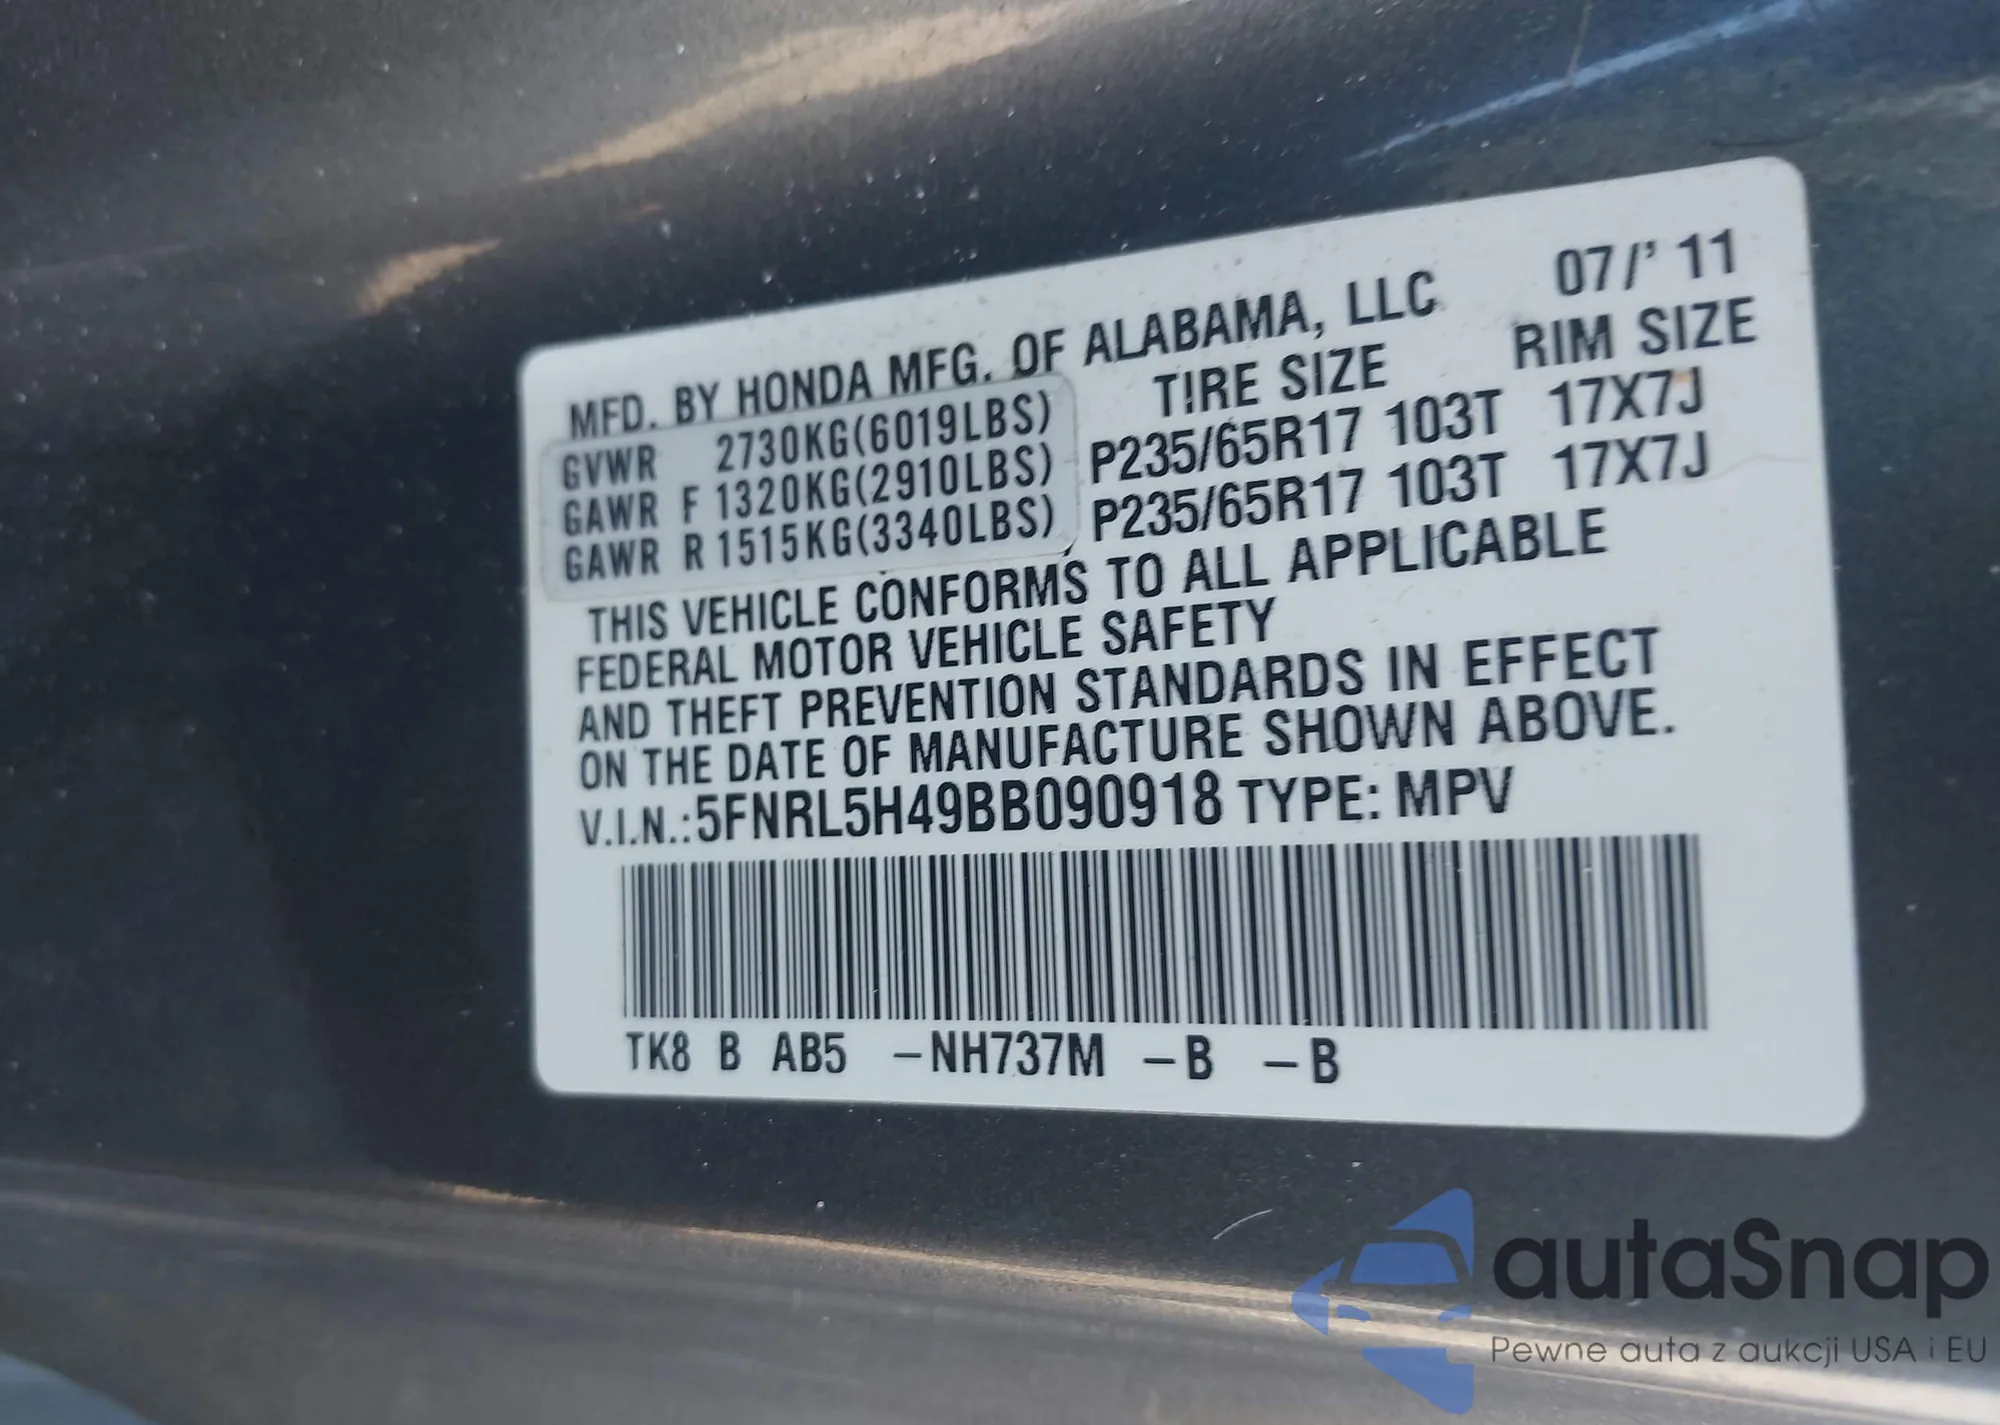 MFD. BY HONDA MFG. OF ALABAMA, LLC 07/'11
TIRE SIZE RIM SIZE
GVWR 2730KG(6019LBS)
GAWR F 1320KG(2910LBS) P235/65R17 103T 17X7J
GAWR R 1515KG(3340LBS) P235/65R17 103T 17X7J
THIS VEHICLE CONFORMS TO ALL APPLICABLE
FEDERAL MOTOR VEHICLE SAFETY
AND THEFT PREVENTION STANDARDS IN EFFECT
ON THE DATE OF MANUFACTURE SHOWN ABOVE.
V.I.N.:5FNRL5H49BB090918 TYPE: MPV
TK8 B AB5 –NH737M –B –B
autaSnap
Pewne auta z aukcji USA i EU